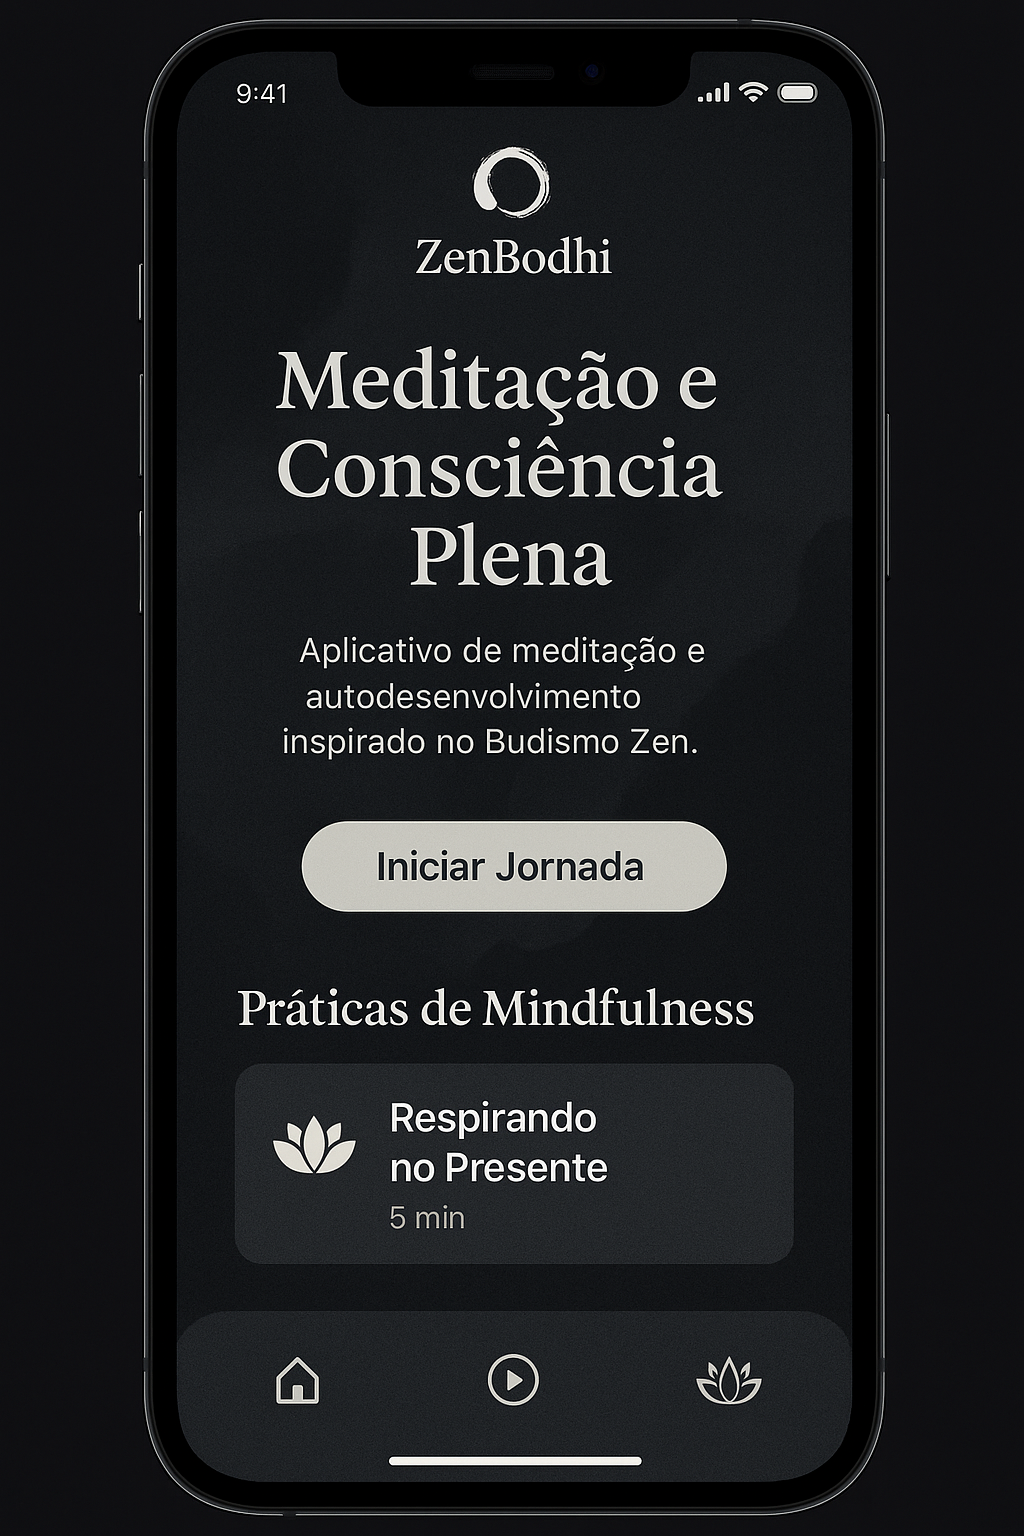 9:41
ZenBodhi
Meditação e
Consciência
Plena
Aplicativo de meditação e
autodesenvolvimento
inspirado no Budismo Zen.
Iniciar Jornada
Práticas de Mindfulness
Respirando
no Presente
5 min